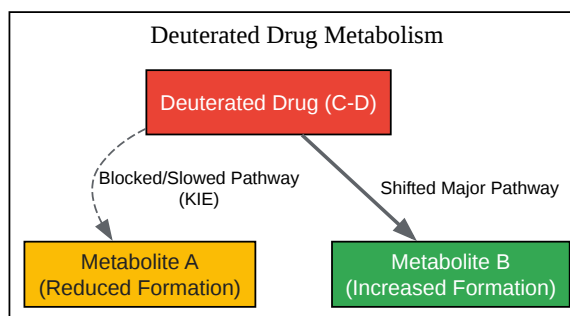 Deuterated Drug Metabolism
Deuterated Drug (C-D)
Blocked/Slowed Pathway
(KIE)
Shifted Major Pathway
Metabolite A
(Reduced Formation)
Metabolite B
(Increased Formation)